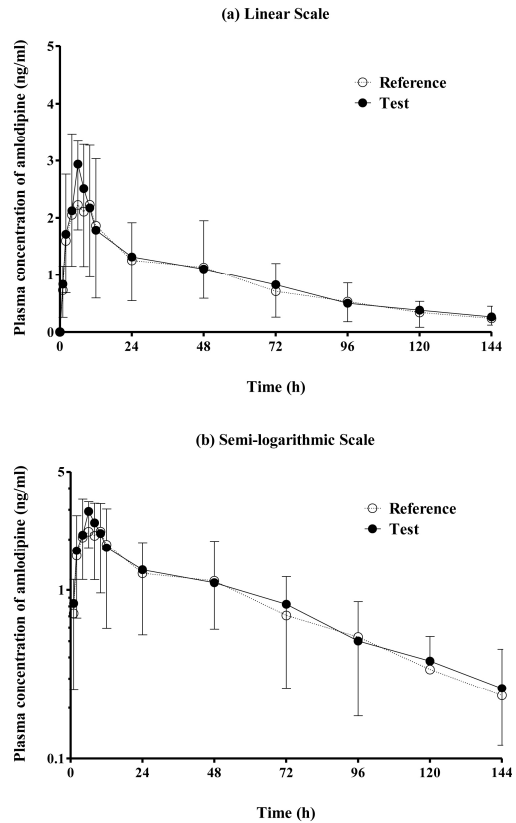 (a) Linear Scale
Plasma concentration of amlodipine (ng/ml)
5
4
3
2
1
0
Reference
Test
0 24 48 72 96 120 144
Time (h)
(b) Semi-logarithmic Scale
Plasma concentration of amlodipine (ng/ml)
5
1
0.1
Reference
Test
0 24 48 72 96 120 144
Time (h)